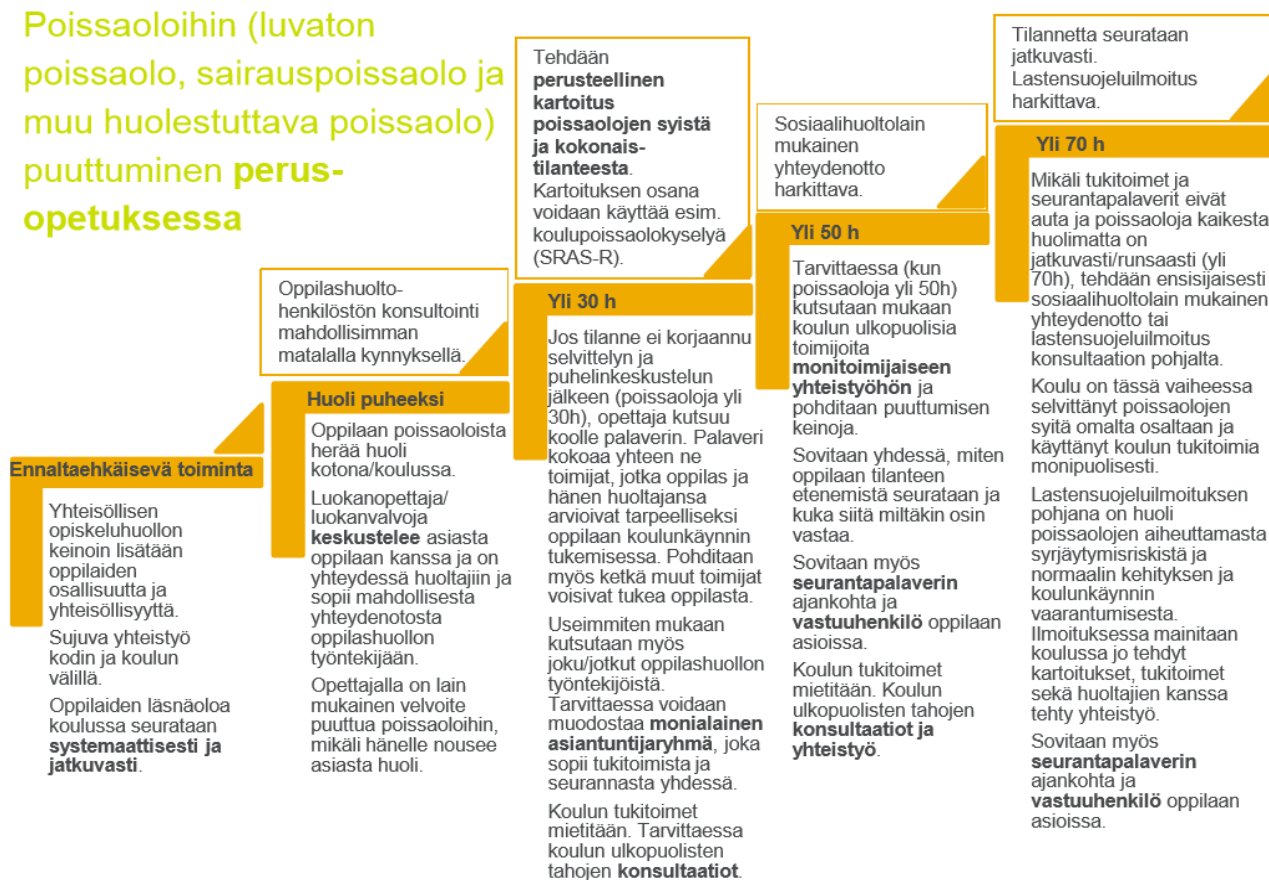 Poissaoloihin (luvaton
poissaolo, sairauspoissaolo ja
muu huolestuttava poissaolo)
puuttuminen perus-
opetuksessa
Ennaltaehkäisevä toiminta
Yhteisöllisen
opiskeluhuollon
keinoin lisätään
oppilaiden
osallisuutta ja
yhteisöllisyyttä.
Sujuva yhteistyö
kodin ja koulun
välillä.
Oppilaiden läsnäoloa
koulussa seurataan
systemaattisesti ja
jatkuvasti.
Oppilashuolto-
henkilöstön konsultointi
mahdollisimman
matalalla kynnyksellä.
Huoli puheeksi
Oppilaan poissaoloista
herää huoli
kotona/koulussa.
Luokanopettaja/
luokanvalvoja
keskustelee asiasta
oppilaan kanssa ja on
yhteydessä huoltajiin ja
sopii mahdollisesta
yhteydenotosta
oppilashuollon
työntekijään.
Opettajalla on lain
mukainen velvoite
puuttua poissaoloihin,
mikäli hänelle nousee
asiasta huoli.
Tehdään
perusteellinen
kartoitus
poissaolojen syistä
ja kokonais-
tilanteesta.
Kartoituksen osana
voidaan käyttää esim.
koulupoissaolokyselyä
(SRAS-R).
Yli 30 h
Jos tilanne ei korjaannu
selvittelyn ja
puhelinkeskustelun
jälkeen (poissaoloja yli
30h), opettaja kutsuu
koolle palaverin. Palaveri
kokoaa yhteen ne
toimijat, jotka oppilas ja
hänen huoltajansa
arvioivat tarpeelliseksi
oppilaan koulunkäynnin
tukemisessa. Pohditaan
myös ketkä muut toimijat
voisivat tukea oppilasta.
Useimmiten mukaan
kutsutaan myös
joku/jotkut oppilashuollon
työntekijöistä.
Tarvittaessa voidaan
muodostaa monialainen
asiantuntijaryhmä, joka
sopii tukitoimista ja
seurannasta yhdessä.
Koulun tukitoimet
mietitään. Tarvittaessa
koulun ulkopuolisten
tahojen konsultaatiot.
Sosiaalihuoltolain
mukainen
yhteydenotto
harkittava.
Yli 50 h
Tarvittaessa (kun
poissaoloja yli 50h)
kutsutaan mukaan
koulun ulkopuolisia
toimijoita
monitoimijaiseen
yhteistyöhön ja
pohditaan puuttumisen
keinoja.
Sovitaan yhdessä, miten
oppilaan tilanteen
etenemistä seurataan ja
kuka siitä miltäkin osin
vastaa.
Sovitaan myös
seurantapalaverin
ajankohta ja
vastuuhenkilö oppilaan
asioissa.
Koulun tukitoimet
mietitään. Koulun
ulkopuolisten tahojen
konsultaatiot ja
yhteistyö.
Tilannetta seurataan
jatkuvasti.
Lastensuojeluilmoitus
harkittava.
Yli 70 h
Mikäli tukitoimet ja
seurantapalaverit eivät
auta ja poissaoloja kaikesta
huolimatta on
jatkuvasti/runsaasti (yli
70h), tehdään ensisijaisesti
sosiaalihuoltolain mukainen
yhteydenotto tai
lastensuojeluilmoitus
konsultaation pohjalta.
Koulu on tässä vaiheessa
selvittänyt poissaolojen
syitä omalta osaltaan ja
käyttänyt koulun tukitoimia
monipuolisesti.
Lastensuojeluilmoituksen
pohjana on huoli
poissaolojen aiheuttamasta
syrjäytymisriskistä ja
normaalin kehityksen ja
koulunkäynnin
vaarantumisesta.
Ilmoituksessa mainitaan
koulussa jo tehdyt
kartoitukset, tukitoimet
sekä huoltajien kanssa
tehty yhteistyö.
Sovitaan myös
seurantapalaverin
ajankohta ja
vastuuhenkilö oppilaan
asioissa.